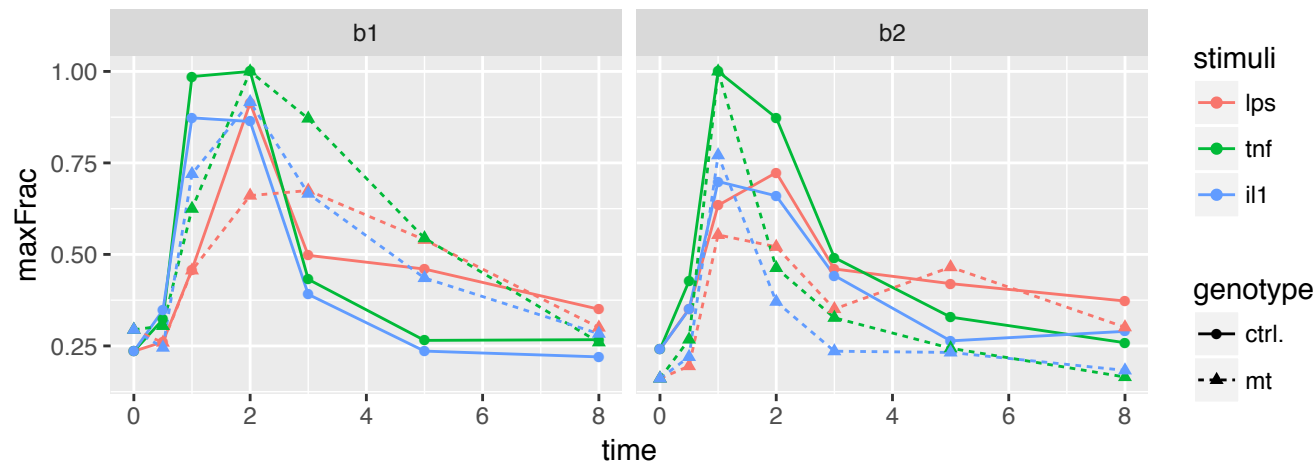 b1 b2
maxFrac
1.00
0.75
0.50
0.25
0 2 4 6 8 0 2 4 6 8
time
stimuli
lps
tnf
il1
genotype
ctrl.
mt